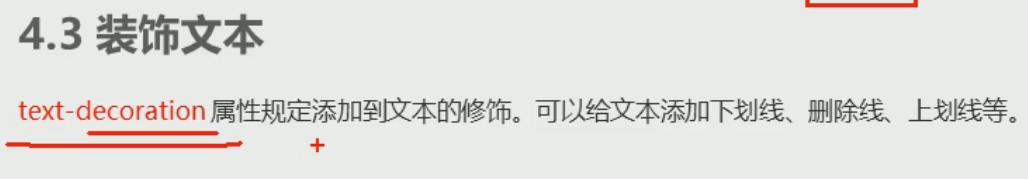 4.3 装饰文本
text-decoration 属性规定添加到文本的修饰。可以给文本添加下划线、删除线、上划线等。